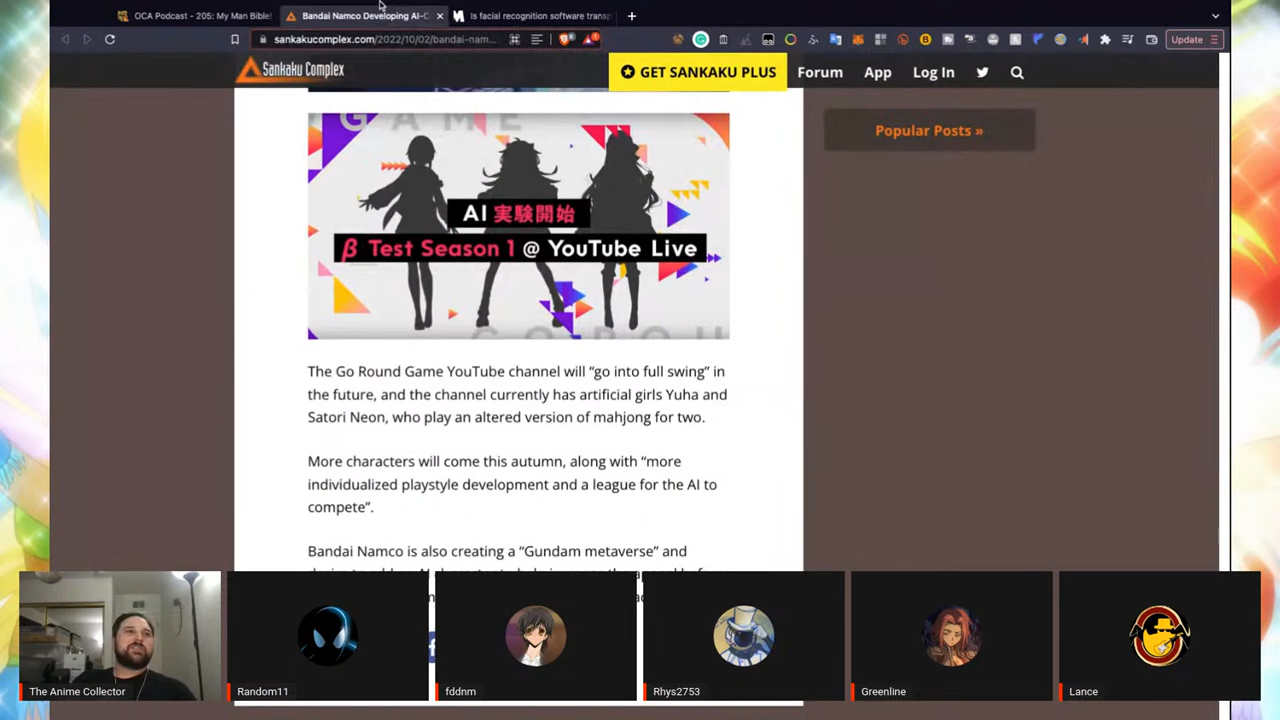 OCA Podcast - 205: My Man Bible!
Bandai Namco Developing AI-C
Is facial recognition software transp
sankakucomplex.com/2022/10/02/bandai-nam...
Update
Sankaku Complex
GET SANKAKU PLUS
Forum
App
Log In
GAME
AI 実験開始
β Test Season 1 @ YouTube Live
Popular Posts »
The Go Round Game YouTube channel will “go into full swing” in
the future, and the channel currently has artificial girls Yuha and
Satori Neon, who play an altered version of mahjong for two.
More characters will come this autumn, along with “more
individualized playstyle development and a league for the AI to
compete”.
Bandai Namco is also creating a “Gundam metaverse” and
The Anime Collector
Random11
fddnm
Rhys2753
Greenline
Lance